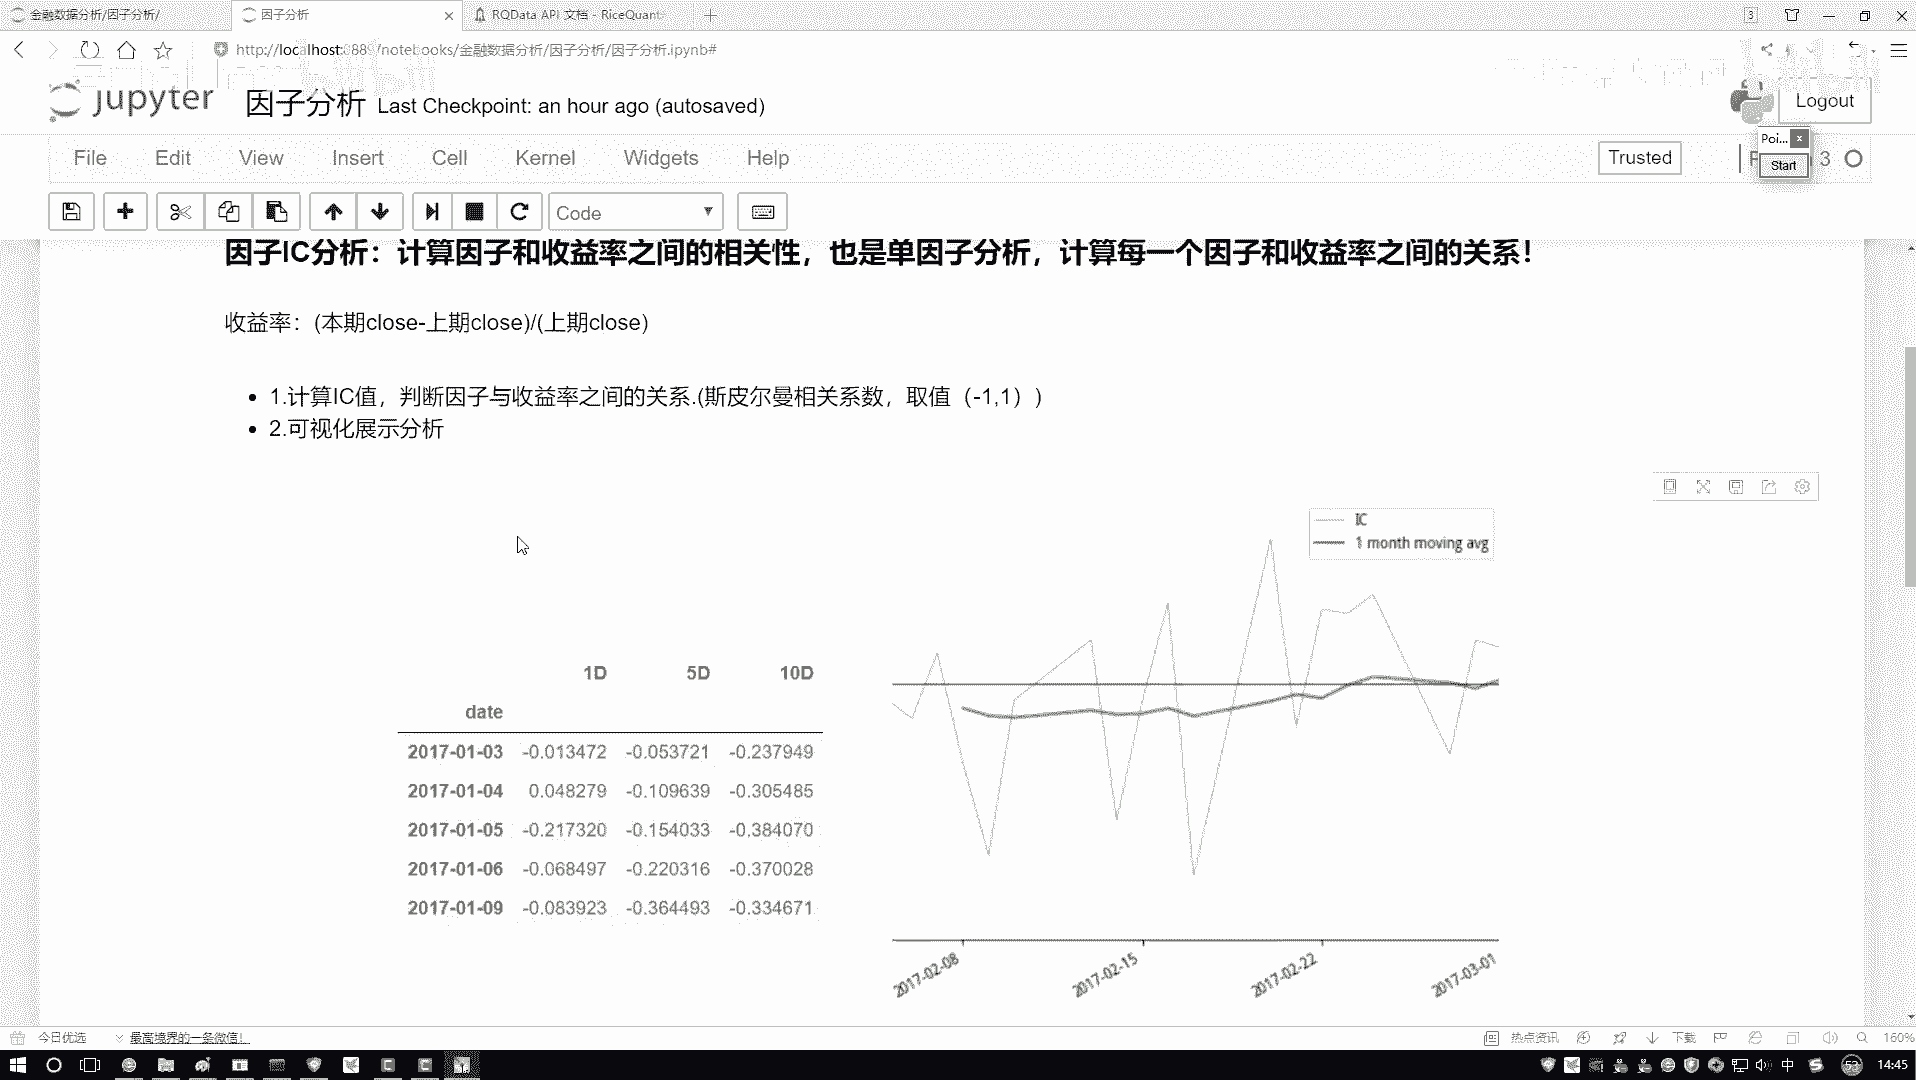 金融数据分析/因子分析/
因子分析
RQData API 文档 - RiceQuant
3
http://localhost:8889/notebooks/金融数据分析/因子分析/因子分析.ipynb#
jupyter 因子分析 Last Checkpoint: an hour ago (autosaved)
Logout
File Edit View Insert Cell Kernel Widgets Help
Trusted
3
Poi...
Start
Code
因子IC分析：计算因子和收益率之间的相关性，也是单因子分析，计算每一个因子和收益率之间的关系！
收益率：(本期close-上期close)/(上期close)
1.计算IC值，判断因子与收益率之间的关系.(斯皮尔曼相关系数，取值（-1,1））
2.可视化展示分析
IC
1 month moving avg
1D 5D 10D
date
2017-01-03 -0.013472 -0.053721 -0.237949
2017-01-04 0.048279 -0.109639 -0.305485
2017-01-05 -0.217320 -0.154033 -0.384070
2017-01-06 -0.068497 -0.220316 -0.370028
2017-01-09 -0.083923 -0.364493 -0.334671
2017-02-08 2017-02-15 2017-02-22 2017-03-01
今日优选
最高境界的一条微信!
热点资讯
下载
160%
中
53
14:45